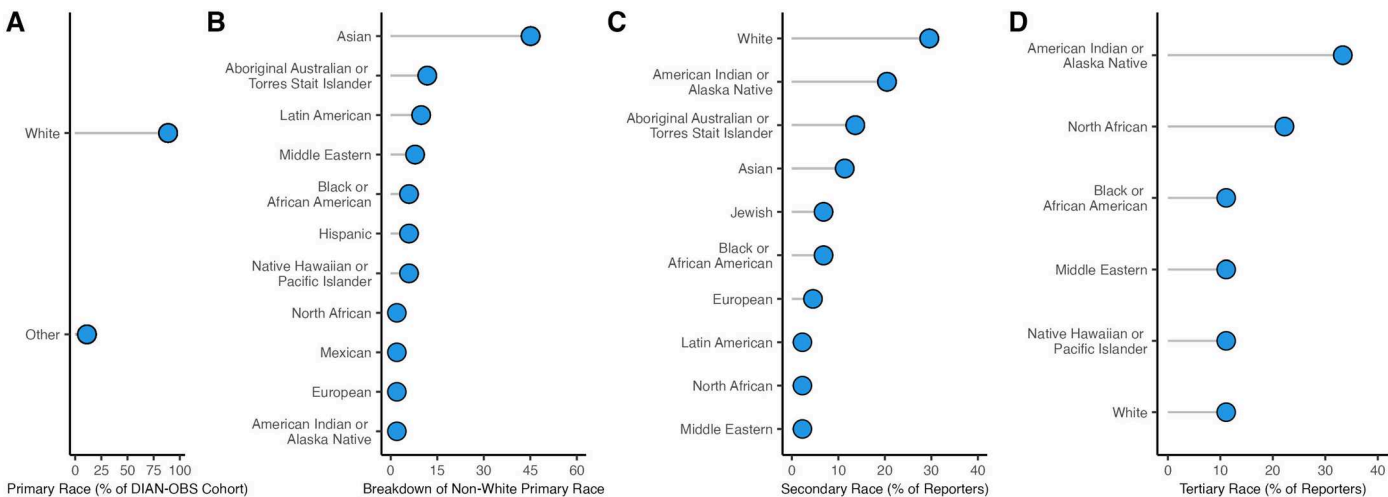 A
White
Other
0 25 50 75 100
Primary Race (% of DIAN-OBS Cohort)
B
Asian
Aboriginal Australian or
Torres Stait Islander
Latin American
Middle Eastern
Black or
African American
Hispanic
Native Hawaiian or
Pacific Islander
North African
Mexican
European
American Indian or
Alaska Native
0 15 30 45 60
Breakdown of Non-White Primary Race
C
White
American Indian or
Alaska Native
Aboriginal Australian or
Torres Stait Islander
Asian
Jewish
Black or
African American
European
Latin American
North African
Middle Eastern
0 10 20 30 40
Secondary Race (% of Reporters)
D
American Indian or
Alaska Native
North African
Black or
African American
Middle Eastern
Native Hawaiian or
Pacific Islander
White
0 10 20 30 40
Tertiary Race (% of Reporters)